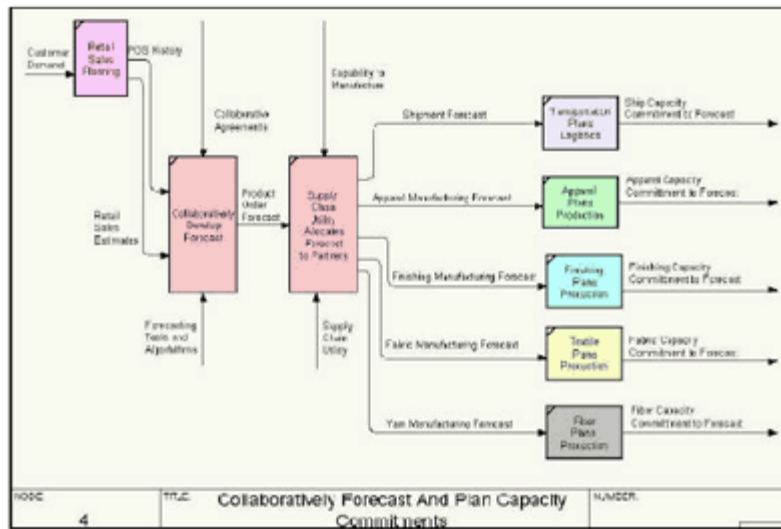 Customer
Demand
Retail
Sales
Planning
POS History
Retail
Sales
Estimates
Collaborative
Agreements
Collaboratively
Develop
Forecast
Forecasting
Tools and
Algorithms
Product
Order
Forecast
Capability to
Manufacture
Supply
Chain
Utility
Allocates
Forecast
to Partners
Supply
Chain
Utility
Shipment Forecast
Transportation
Plans
Logistics
Ship Capacity
Commitment to Forecast
Apparel Manufacturing Forecast
Apparel
Plans
Production
Apparel Capacity
Commitment to Forecast
Finishing Manufacturing Forecast
Finishing
Plans
Production
Finishing Capacity
Commitment to Forecast
Fabric Manufacturing Forecast
Textile
Plans
Production
Fabric Capacity
Commitment to Forecast
Yarn Manufacturing Forecast
Fiber
Plans
Production
Fiber Capacity
Commitment to Forecast
NODE:
4
TITLE:
Collaboratively Forecast And Plan Capacity
Commitments
NUMBER: